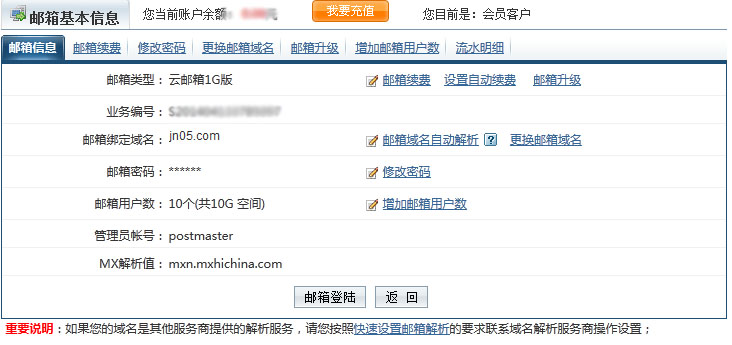 邮箱基本信息 您当前账户余额: 元 我要充值 您目前是：会员客户
邮箱信息 邮箱续费 修改密码 更换邮箱域名 邮箱升级 增加邮箱用户数 流水明细
邮箱类型： 云邮箱1G版 邮箱续费 设置自动续费 邮箱升级
业务编号：
邮箱绑定域名： jn05.com 邮箱域名自动解析 ? 更换邮箱域名
邮箱密码： ****** 修改密码
邮箱用户数： 10个(共10G 空间) 增加邮箱用户数
管理员帐号： postmaster
MX解析值： mxn.mxhichina.com
邮箱登陆 返 回
重要说明：如果您的域名是其他服务商提供的解析服务，请您按照快速设置邮箱解析的要求联系域名解析服务商操作设置；